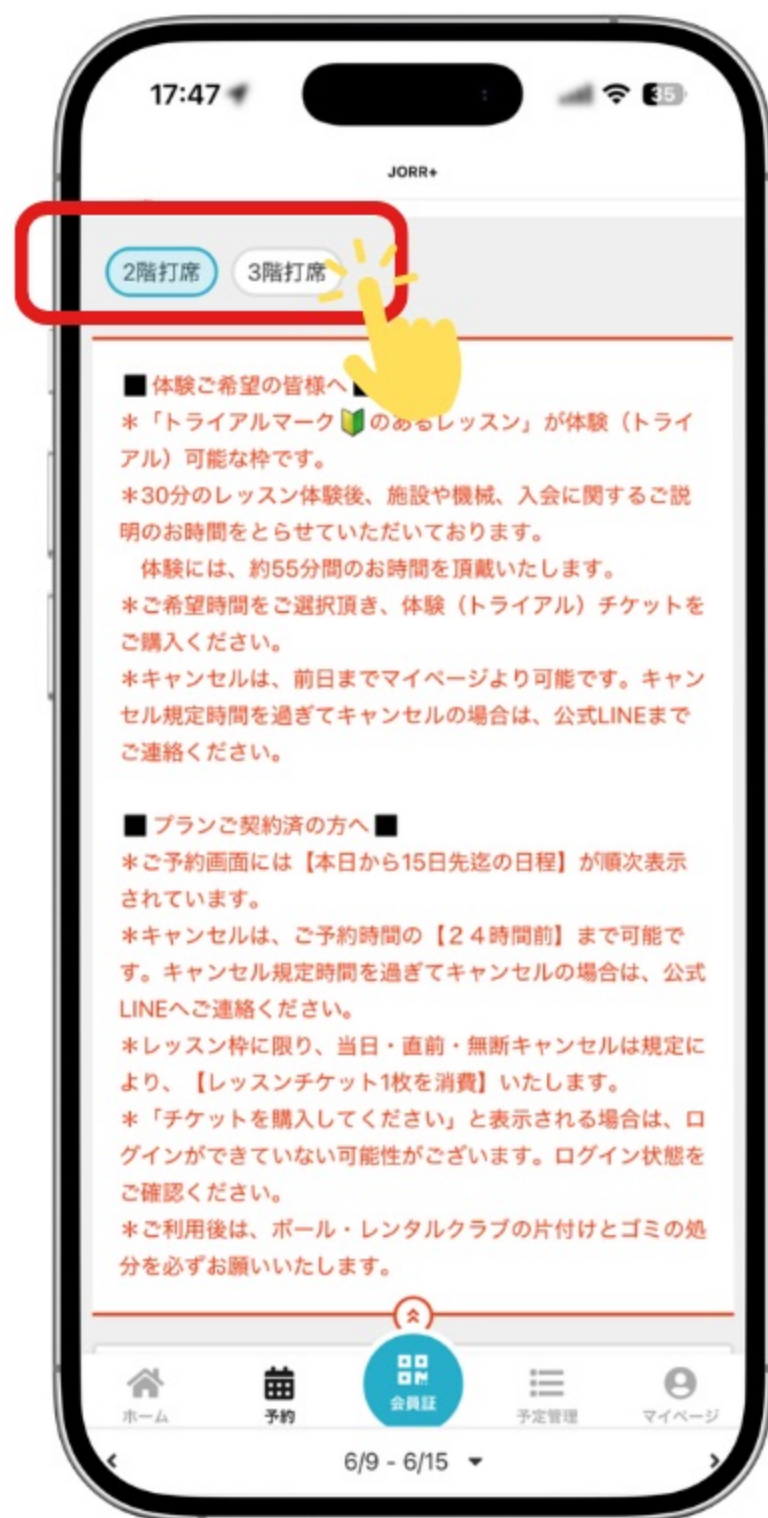 17:47
35
JORR+
2階打席 3階打席
■ 体験ご希望の皆様へ
＊「トライアルマーク🔰のあるレッスン」が体験（トライ
アル）可能な枠です。
＊30分のレッスン体験後、施設や機械、入会に関するご説
明のお時間をとらせていただいております。
　体験には、約55分間のお時間を頂戴いたします。
＊ご希望時間をご選択頂き、体験（トライアル）チケットを
ご購入ください。
＊キャンセルは、前日までマイページより可能です。キャン
セル規定時間を過ぎてキャンセルの場合は、公式LINEまで
ご連絡ください。
■ プランご契約済の方へ ■
＊ご予約画面には【本日から15日先迄の日程】が順次表示
されています。
＊キャンセルは、ご予約時間の【２４時間前】まで可能で
す。キャンセル規定時間を過ぎてキャンセルの場合は、公式
LINEへご連絡ください。
＊レッスン枠に限り、当日・直前・無断キャンセルは規定に
より、【レッスンチケット1枚を消費】いたします。
＊「チケットを購入してください」と表示される場合は、ロ
グインができていない可能性がございます。ログイン状態を
ご確認ください。
＊ご利用後は、ボール・レンタルクラブの片付けとゴミの処
分を必ずお願いいたします。
ホーム 予約 会員証 予定管理 マイページ
6/9 - 6/15